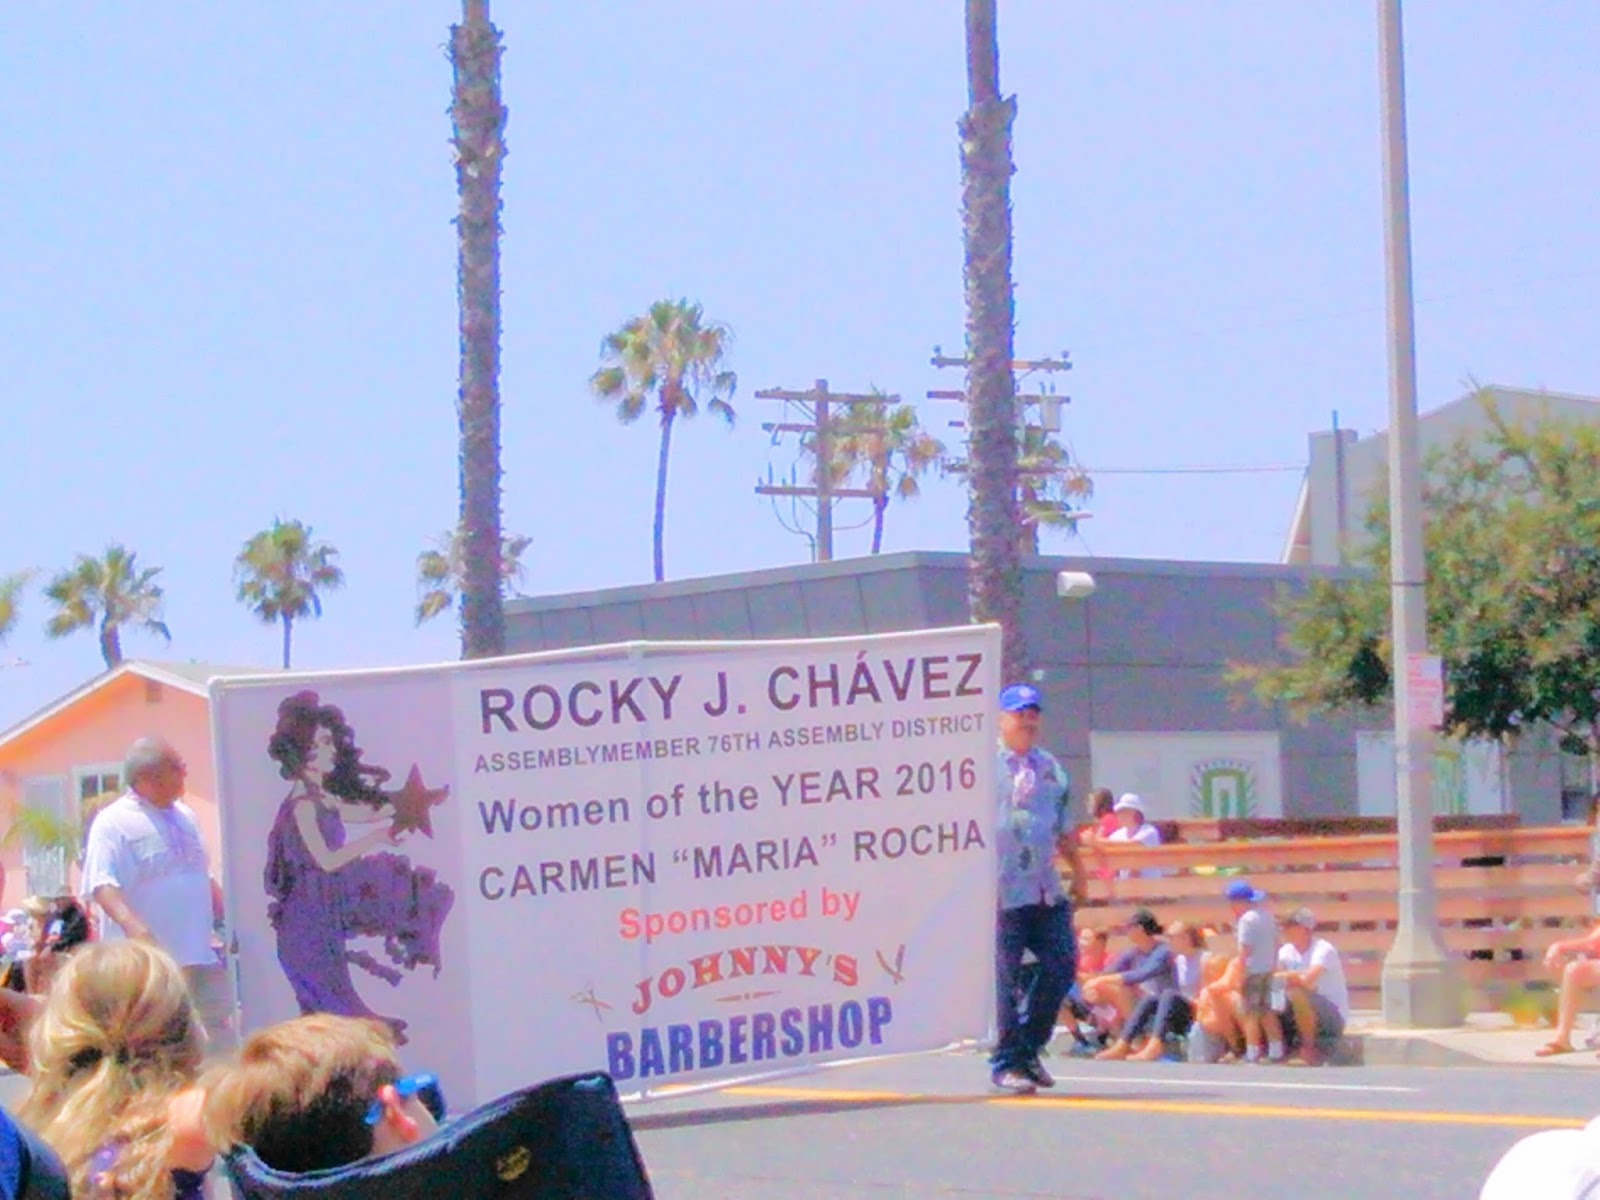 ROCKY J. CHÁVEZ
ASSEMBLYMEMBER 76TH ASSEMBLY DISTRICT
Women of the YEAR 2016
CARMEN “MARIA” ROCHA
Sponsored by
JOHNNY'S
BARBERSHOP